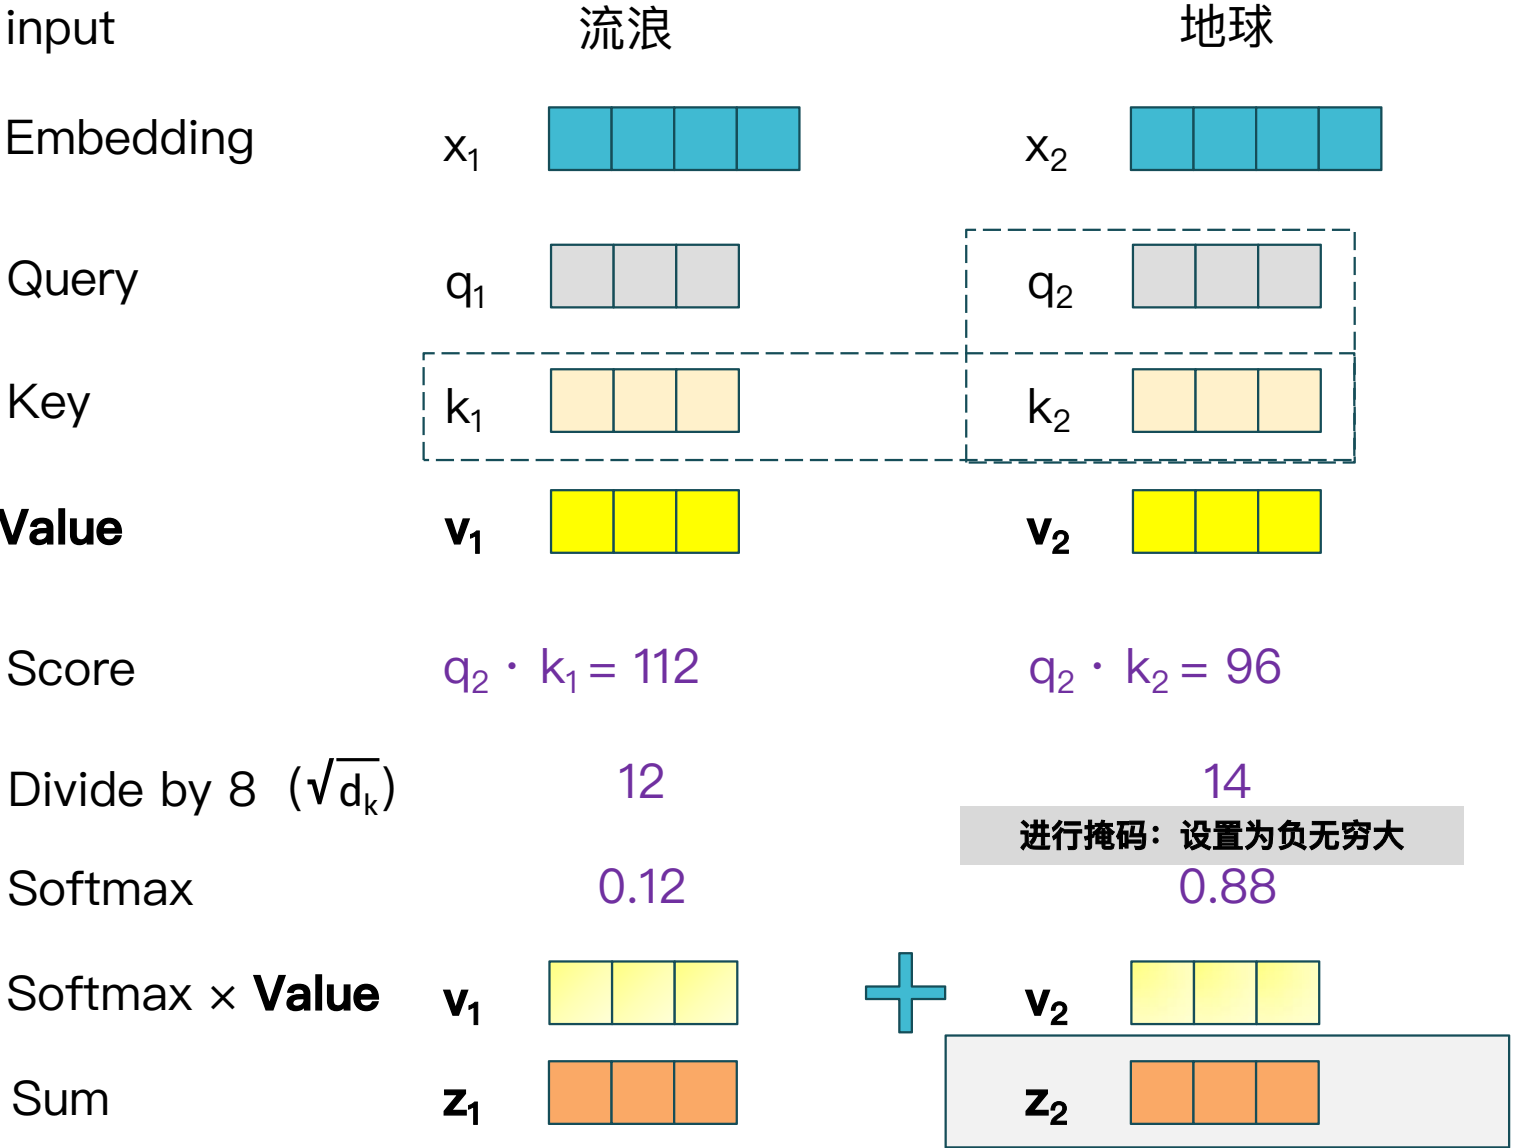 input 流浪 地球
Embedding x₁ x₂
Query q₁ q₂
Key k₁ k₂
Value v₁ v₂
Score q₂ · k₁ = 112 q₂ · k₂ = 96
Divide by 8 (√dₖ) 12 14
进行掩码：设置为负无穷大
Softmax 0.12 0.88
Softmax × Value v₁ v₂
Sum z₁ z₂